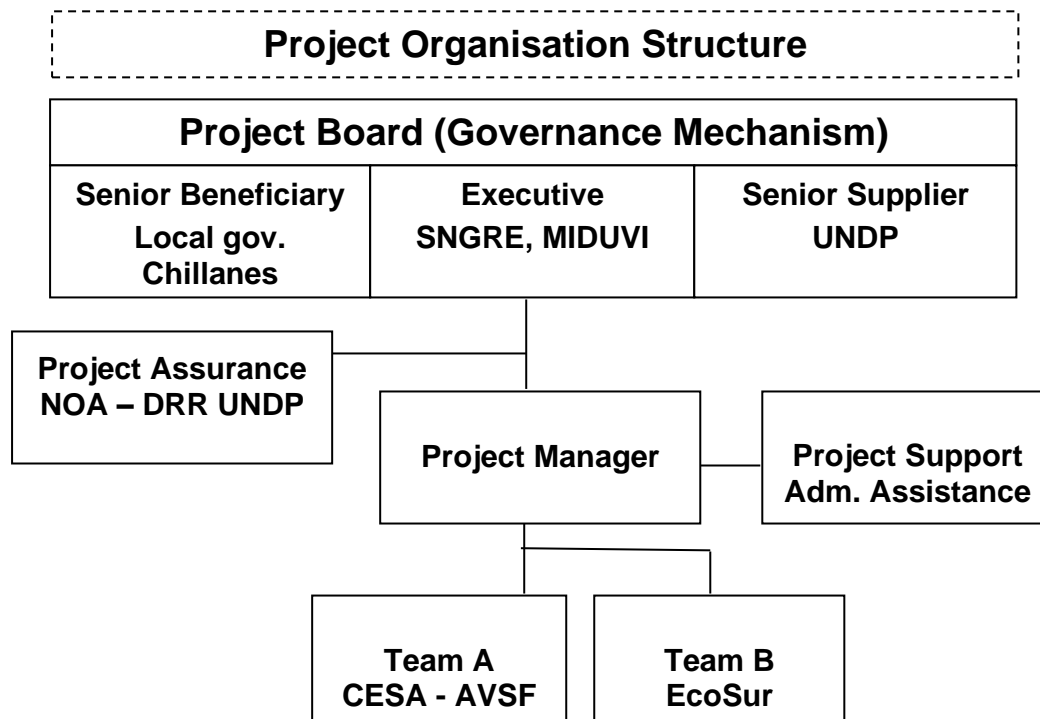 Project Organisation Structure
Project Board (Governance Mechanism)
Senior Beneficiary
Local gov.
Chillanes
Executive
SNGRE, MIDUVI
Senior Supplier
UNDP
Project Assurance
NOA – DRR UNDP
Project Manager
Project Support
Adm. Assistance
Team A
CESA - AVSF
Team B
EcoSur